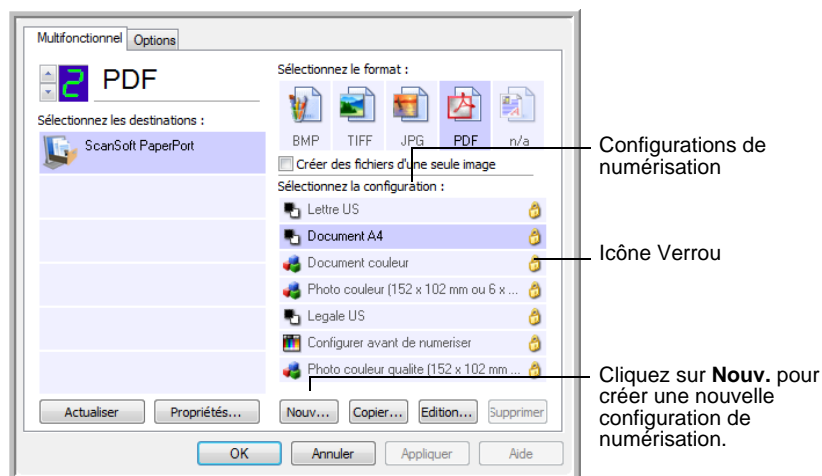 Multifonctionnel Options
2 PDF
Sélectionnez les destinations :
ScanSoft PaperPort
Sélectionnez le format :
BMP TIFF JPG PDF n/a
Créer des fichiers d'une seule image
Sélectionnez la configuration :
Lettre US
Document A4
Document couleur
Photo couleur (152 x 102 mm ou 6 x ...
Legale US
Configurer avant de numeriser
Photo couleur qualite (152 x 102 mm ...
Actualiser Propriétés... Nouv... Copier... Edition... Supprimer
OK Annuler Appliquer Aide
Configurations de
numérisation
Icône Verrou
Cliquez sur Nouv. pour
créer une nouvelle
configuration de
numérisation.